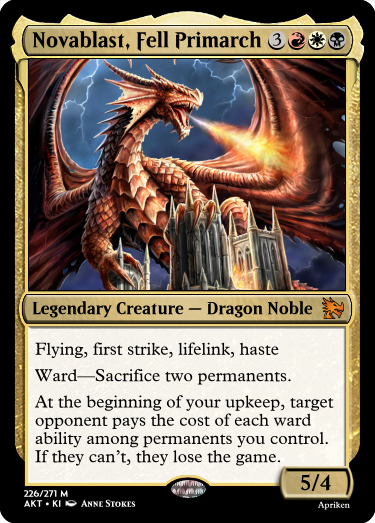 Novablast, Fell Primarch 3
Legendary Creature — Dragon Noble
Flying, first strike, lifelink, haste
Ward—Sacrifice two permanents.
At the beginning of your upkeep, target
opponent pays the cost of each ward
ability among permanents you control.
If they can't, they lose the game.
5/4
226/271 M
AKT • KI Anne Stokes
Apriken